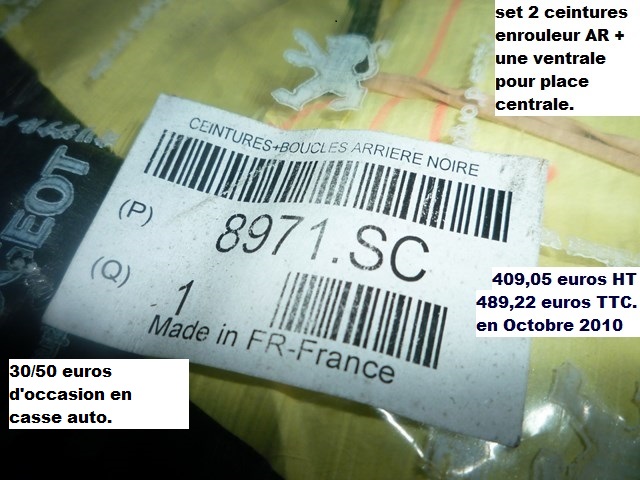 set 2 ceintures
enrouleur AR +
une ventrale
pour place
centrale.
CEINTURES+BOUCLES ARRIERE NOIRE
(P)
8971.SC
(Q)
1
Made in FR-France
409,05 euros HT
489,22 euros TTC.
en Octobre 2010
30/50 euros
d'occasion en
casse auto.